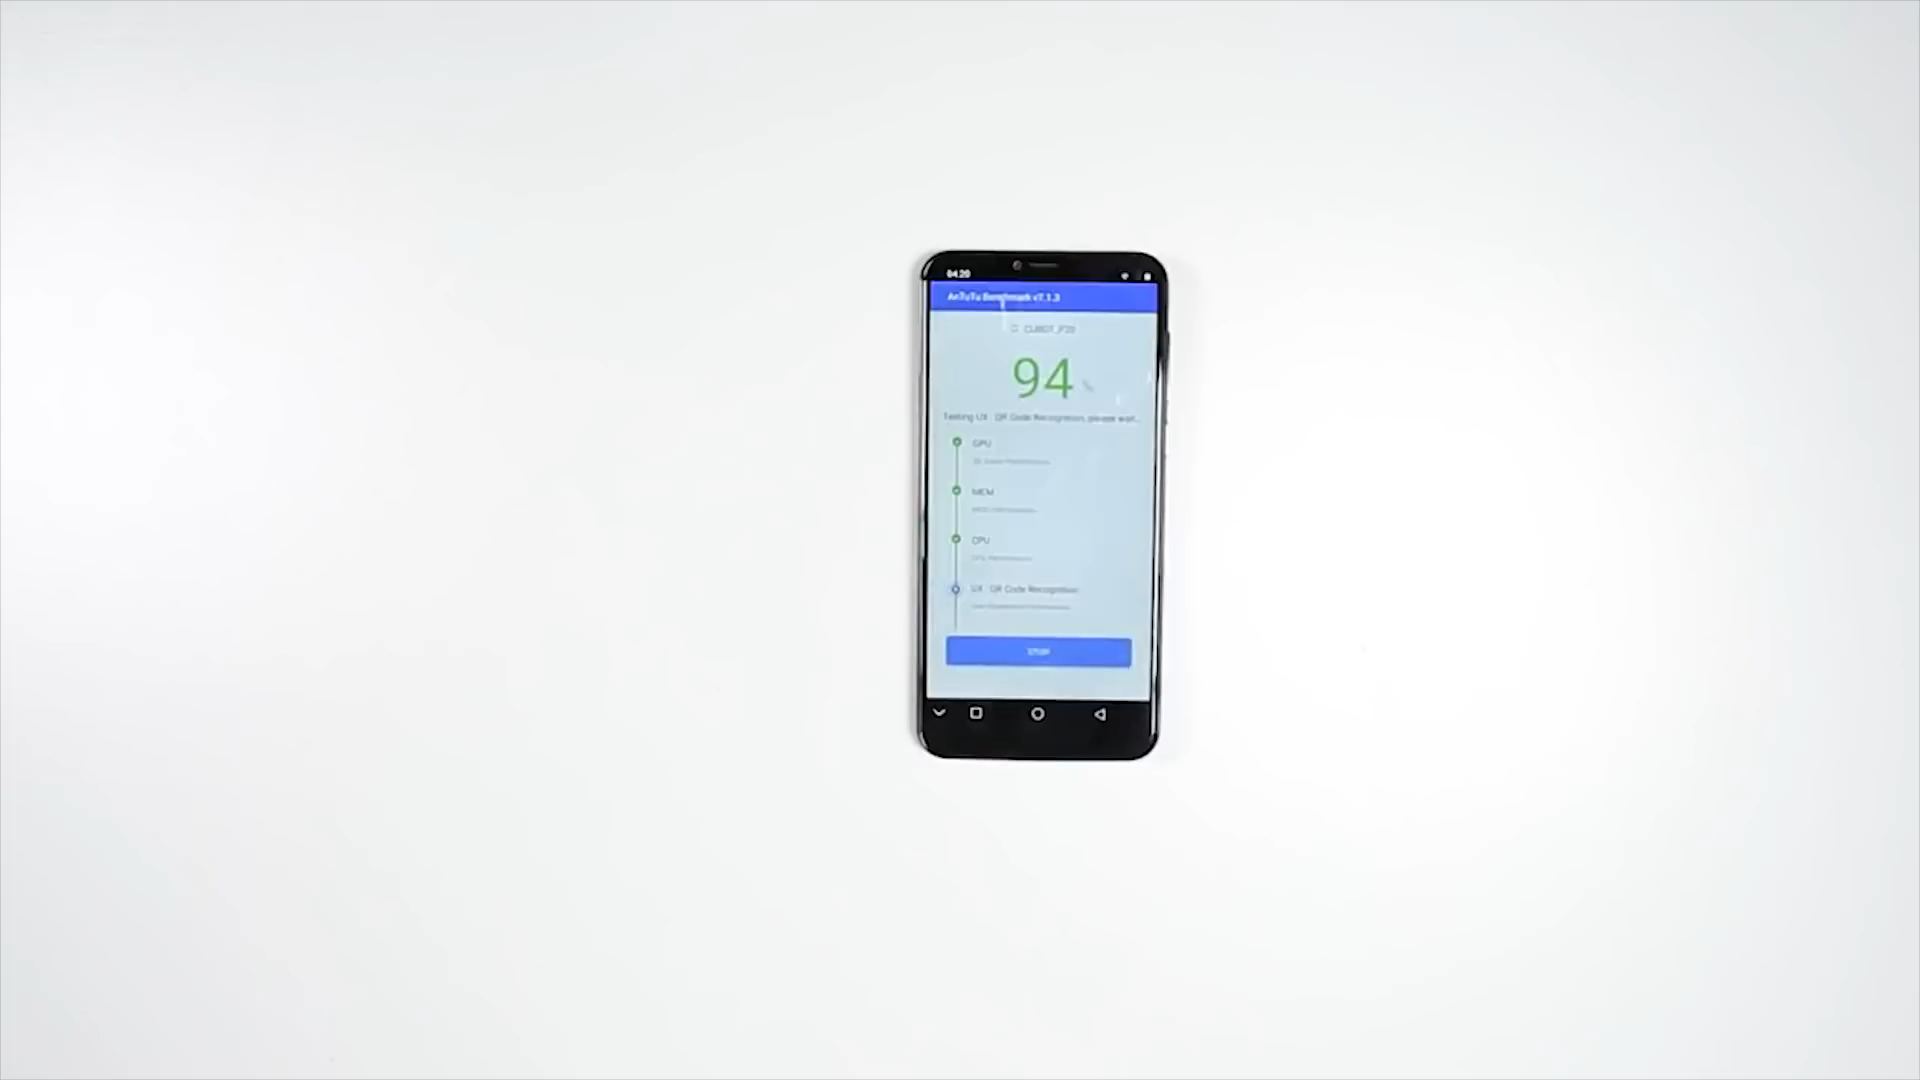 04:20
AnTuTu Benchmark v7.1.3
CUBOT_P20
94 %
Testing UX : QR Code Recognition, please wait...
GPU
MEM
CPU
UX : QR Code Recognition
STOP